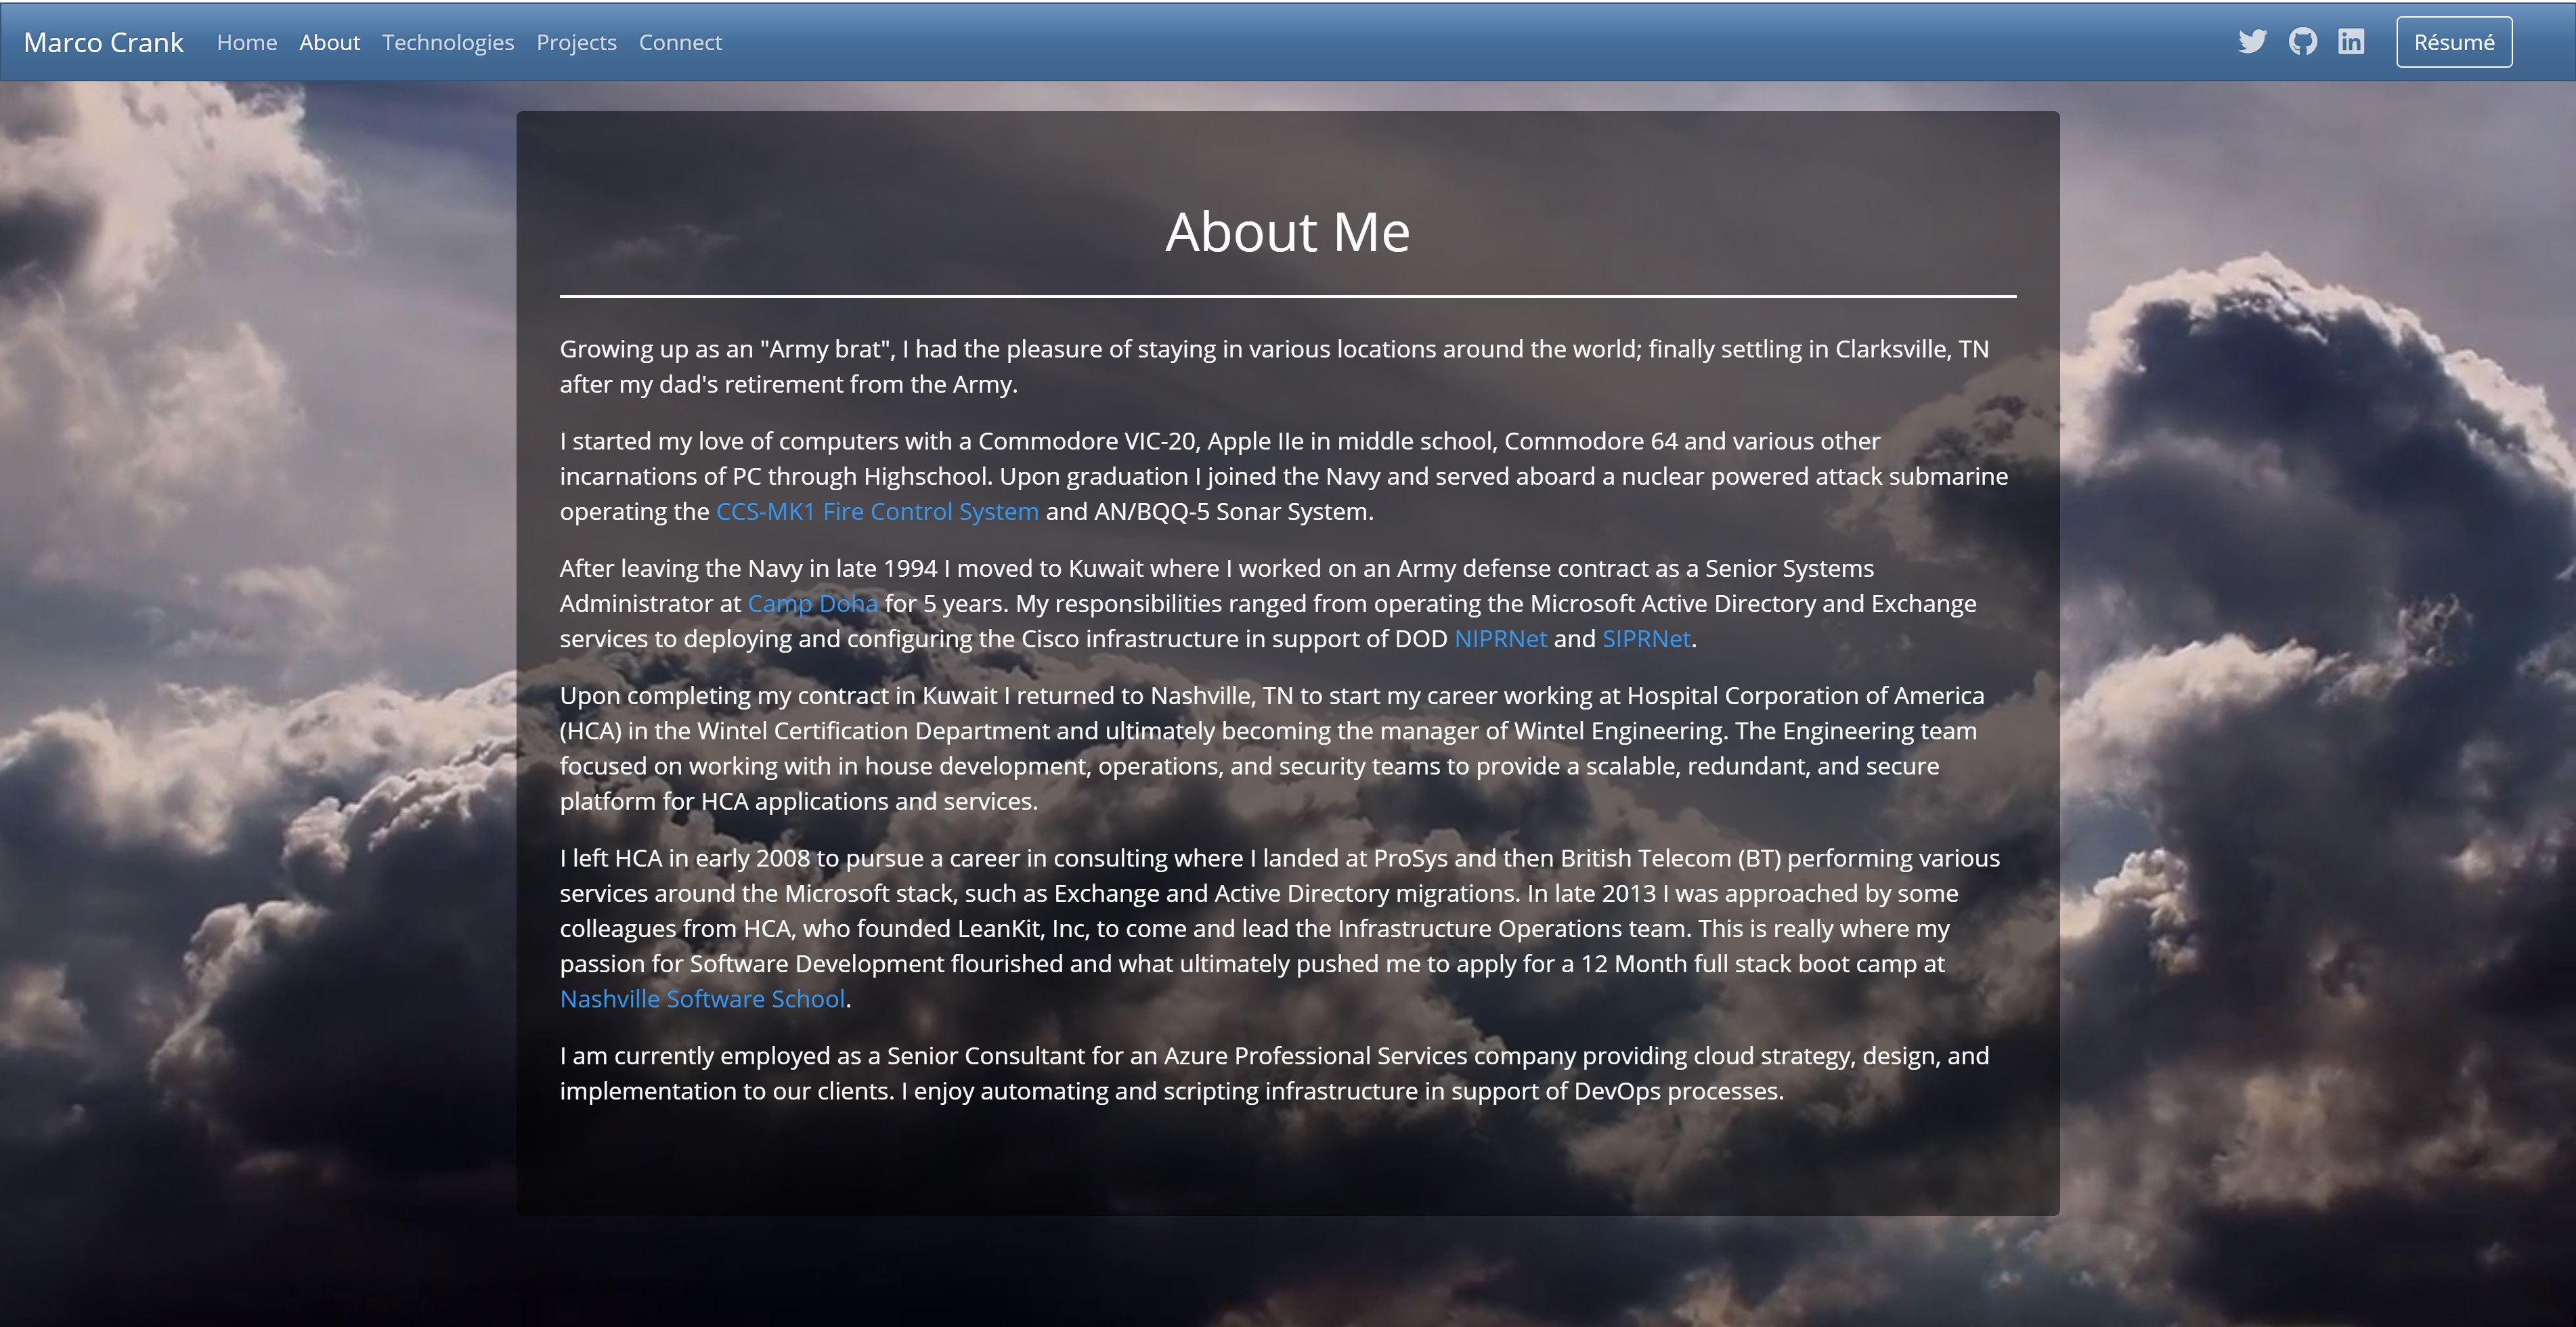 Marco Crank Home About Technologies Projects Connect Résumé
About Me
Growing up as an "Army brat", I had the pleasure of staying in various locations around the world; finally settling in Clarksville, TN
after my dad's retirement from the Army.
I started my love of computers with a Commodore VIC-20, Apple IIe in middle school, Commodore 64 and various other
incarnations of PC through Highschool. Upon graduation I joined the Navy and served aboard a nuclear powered attack submarine
operating the CCS-MK1 Fire Control System and AN/BQQ-5 Sonar System.
After leaving the Navy in late 1994 I moved to Kuwait where I worked on an Army defense contract as a Senior Systems
Administrator at Camp Doha for 5 years. My responsibilities ranged from operating the Microsoft Active Directory and Exchange
services to deploying and configuring the Cisco infrastructure in support of DOD NIPRNet and SIPRNet.
Upon completing my contract in Kuwait I returned to Nashville, TN to start my career working at Hospital Corporation of America
(HCA) in the Wintel Certification Department and ultimately becoming the manager of Wintel Engineering. The Engineering team
focused on working with in house development, operations, and security teams to provide a scalable, redundant, and secure
platform for HCA applications and services.
I left HCA in early 2008 to pursue a career in consulting where I landed at ProSys and then British Telecom (BT) performing various
services around the Microsoft stack, such as Exchange and Active Directory migrations. In late 2013 I was approached by some
colleagues from HCA, who founded LeanKit, Inc, to come and lead the Infrastructure Operations team. This is really where my
passion for Software Development flourished and what ultimately pushed me to apply for a 12 Month full stack boot camp at
Nashville Software School.
I am currently employed as a Senior Consultant for an Azure Professional Services company providing cloud strategy, design, and
implementation to our clients. I enjoy automating and scripting infrastructure in support of DevOps processes.